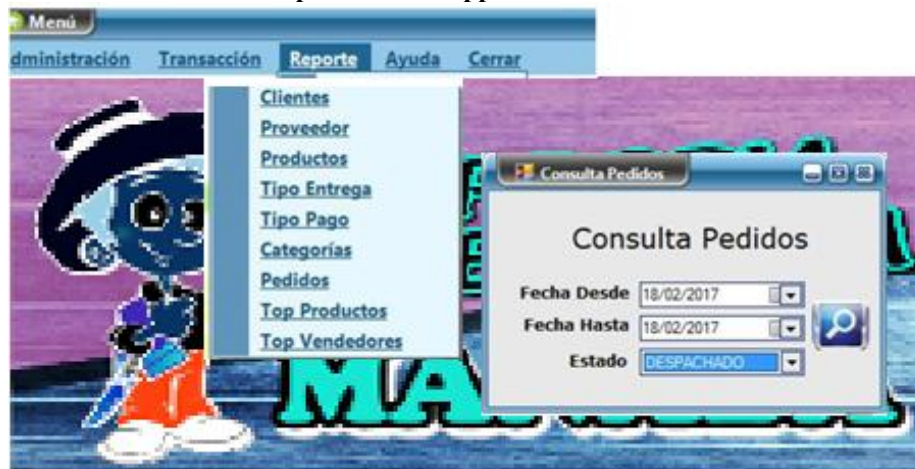 Menú
dministración Transacción Reporte Ayuda Cerrar
Clientes
Proveedor
Productos
Tipo Entrega
Tipo Pago
Categorías
Pedidos
Top Productos
Top Vendedores
Consulta Pedidos
Consulta Pedidos
Fecha Desde 18/02/2017
Fecha Hasta 18/02/2017
Estado DESPACHADO